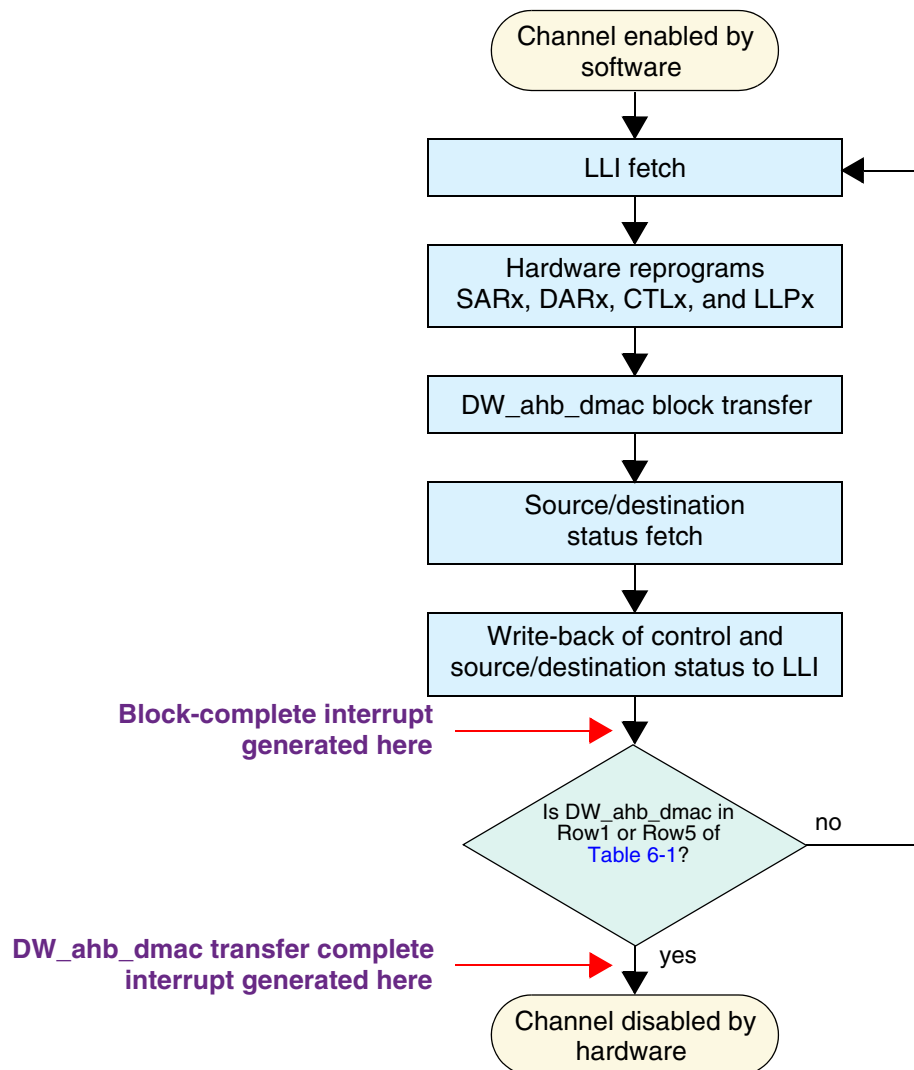 Channel enabled by
software
LLI fetch
Hardware reprograms
SARx, DARx, CTLx, and LLPx
DW_ahb_dmac block transfer
Source/destination
status fetch
Write-back of control and
source/destination status to LLI
Block-complete interrupt
generated here
Is DW_ahb_dmac in
Row1 or Row5 of
Table 6-1?
no
DW_ahb_dmac transfer complete
interrupt generated here
yes
Channel disabled by
hardware